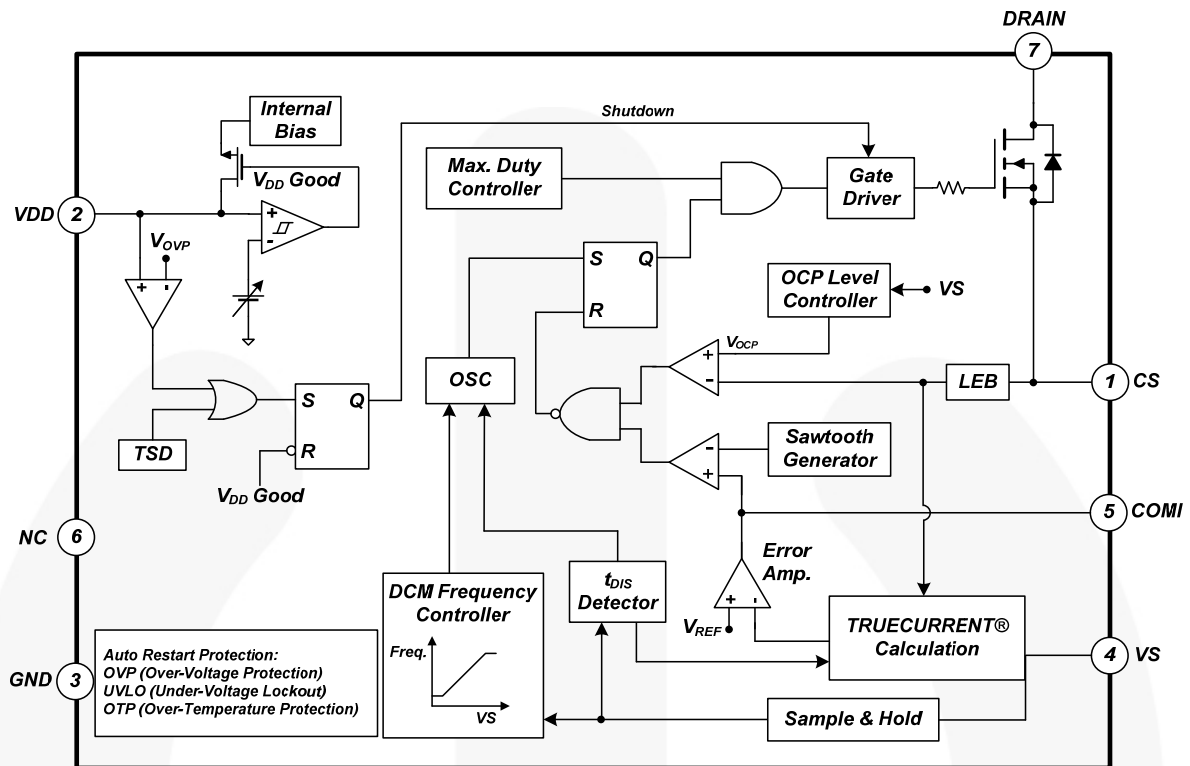 DRAIN
7
Internal
Bias
Shutdown
VDD Good
Max. Duty
Controller
Gate
Driver
VDD
2
+
-
VOVP
+
-
S
Q
R
OCP Level
Controller
VS
VOCP
+
-
OSC
LEB
1
CS
S
Q
R
TSD
VDD Good
-
+
Sawtooth
Generator
NC
6
5
COMI
Error
Amp.
DCM Frequency
Controller
Freq.
VS
tDIS
Detector
+
-
VREF
TRUECURRENT®
Calculation
4
VS
GND
3
Auto Restart Protection:
OVP (Over-Voltage Protection)
UVLO (Under-Voltage Lockout)
OTP (Over-Temperature Protection)
Sample & Hold